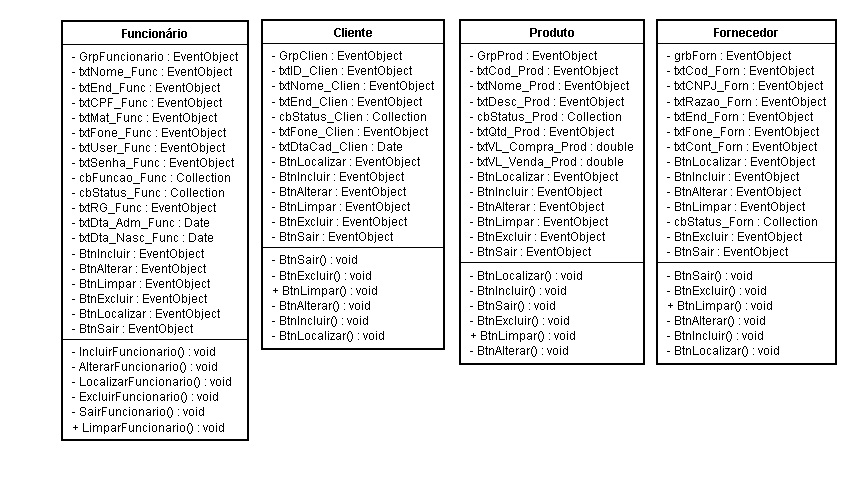 Funcionário
- GrpFuncionario : EventObject
- txtNome_Func : EventObject
- txtEnd_Func : EventObject
- txtCPF_Func : EventObject
- txtMat_Func : EventObject
- txtFone_Func : EventObject
- txtUser_Func : EventObject
- txtSenha_Func : EventObject
- cbFuncao_Func : Collection
- cbStatus_Func : Collection
- txtRG_Func : EventObject
- txtDta_Adm_Func : Date
- txtDta_Nasc_Func : Date
- BtnIncluir : EventObject
- BtnAlterar : EventObject
- BtnLimpar : EventObject
- BtnExcluir : EventObject
- BtnLocalizar : EventObject
- BtnSair : EventObject
- IncluirFuncionario() : void
- AlterarFuncionario() : void
- LocalizarFuncionario() : void
- ExcluirFuncionario() : void
- SairFuncionario() : void
+ LimparFuncionario() : void
Cliente
- GrpClien : EventObject
- txtID_Clien : EventObject
- txtNome_Clien : EventObject
- txtEnd_Clien : EventObject
- cbStatus_Clien : Collection
- txtFone_Clien : EventObject
- txtDtaCad_Clien : Date
- BtnLocalizar : EventObject
- BtnIncluir : EventObject
- BtnAlterar : EventObject
- BtnLimpar : EventObject
- BtnExcluir : EventObject
- BtnSair : EventObject
- BtnSair() : void
- BtnExcluir() : void
+ BtnLimpar() : void
- BtnAlterar() : void
- BtnIncluir() : void
- BtnLocalizar() : void
Produto
- GrpProd : EventObject
- txtCod_Prod : EventObject
- txtNome_Prod : EventObject
- txtDesc_Prod : EventObject
- cbStatus_Prod : Collection
- txtQtd_Prod : EventObject
- txtVL_Compra_Prod : double
- txtVL_Venda_Prod : double
- BtnLocalizar : EventObject
- BtnIncluir : EventObject
- BtnAlterar : EventObject
- BtnLimpar : EventObject
- BtnExcluir : EventObject
- BtnSair : EventObject
- BtnLocalizar() : void
- BtnIncluir() : void
- BtnSair() : void
- BtnExcluir() : void
+ BtnLimpar() : void
- BtnAlterar() : void
Fornecedor
- grbForn : EventObject
- txtCod_Forn : EventObject
- txtCNPJ_Forn : EventObject
- txtRazao_Forn : EventObject
- txtEnd_Forn : EventObject
- txtFone_Forn : EventObject
- txtCont_Forn : EventObject
- BtnLocalizar : EventObject
- BtnIncluir : EventObject
- BtnAlterar : EventObject
- BtnLimpar : EventObject
- cbStatus_Forn : Collection
- BtnExcluir : EventObject
- BtnSair : EventObject
- BtnSair() : void
- BtnExcluir() : void
+ BtnLimpar() : void
- BtnAlterar() : void
- BtnIncluir() : void
- BtnLocalizar() : void